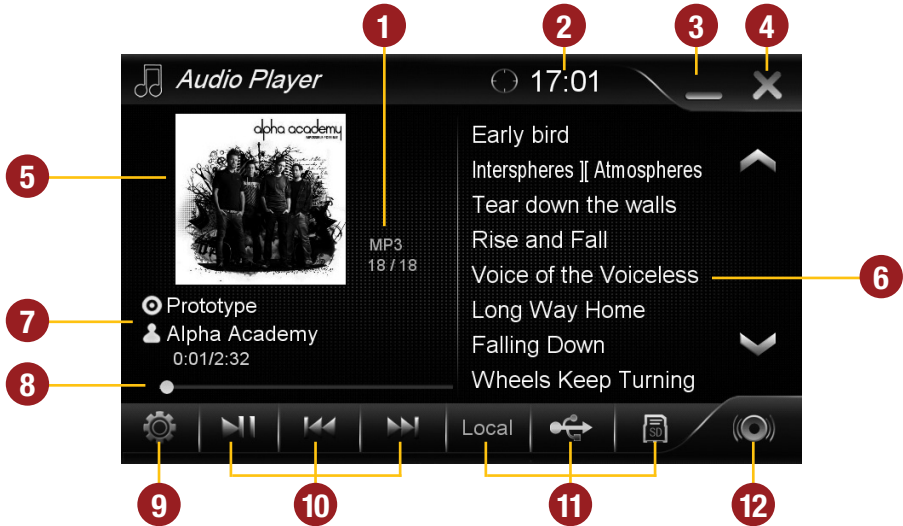 1
2
3
4
Audio Player
17:01
alpha academy
5
MP3
18 / 18
Early bird
Interspheres ][ Atmospheres
Tear down the walls
Rise and Fall
Voice of the Voiceless
Long Way Home
Falling Down
Wheels Keep Turning
6
7
Prototype
Alpha Academy
0:01/2:32
8
Local
SD
9
10
11
12